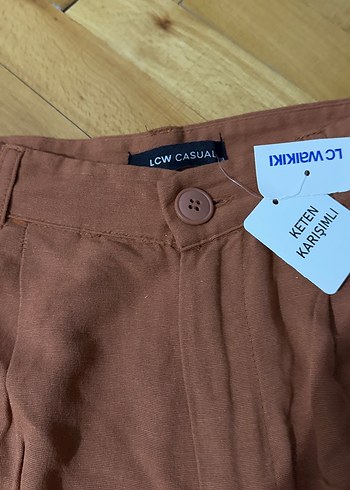 LCW CASUAL
LC WAIKIKI
KETEN
KARIŞIMLI